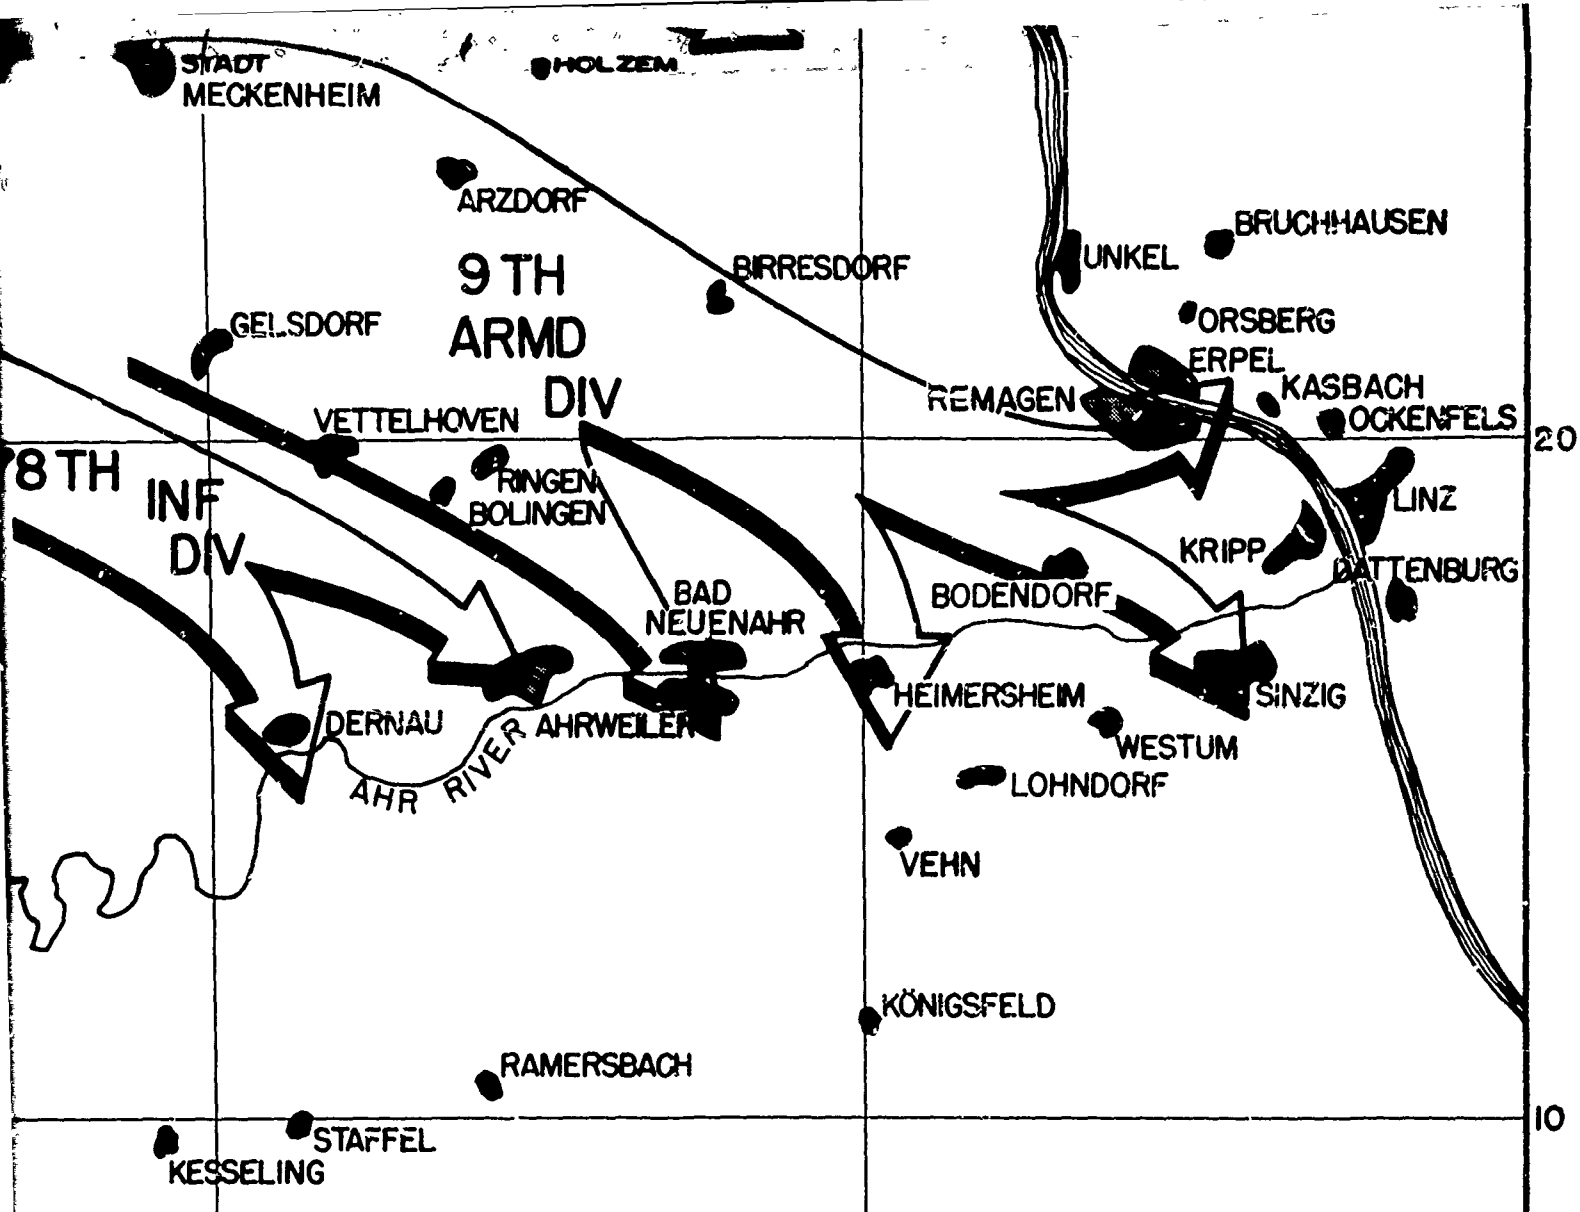 STADT
MECKENHEIM
HOLZEM
ARZDORF
BRUCHHAUSEN
UNKEL
9TH
ARMD
DIV
BIRRESDORF
GELSDORF
ORSBERG
ERPEL
KASBACH
REMAGEN
OCKENFELS
VETTELHOVEN
20
8TH
INF
DIV
RINGEN
BOLINGEN
LINZ
KRIPP
DATTENBURG
BAD
NEUENAHR
BODENDORF
HEIMERSHEIM
SINZIG
DERNAU
AHRWEILER
WESTUM
AHR RIVER
LOHNDORF
VEHN
KÖNIGSFELD
RAMERSBACH
10
STAFFEL
KESSELING